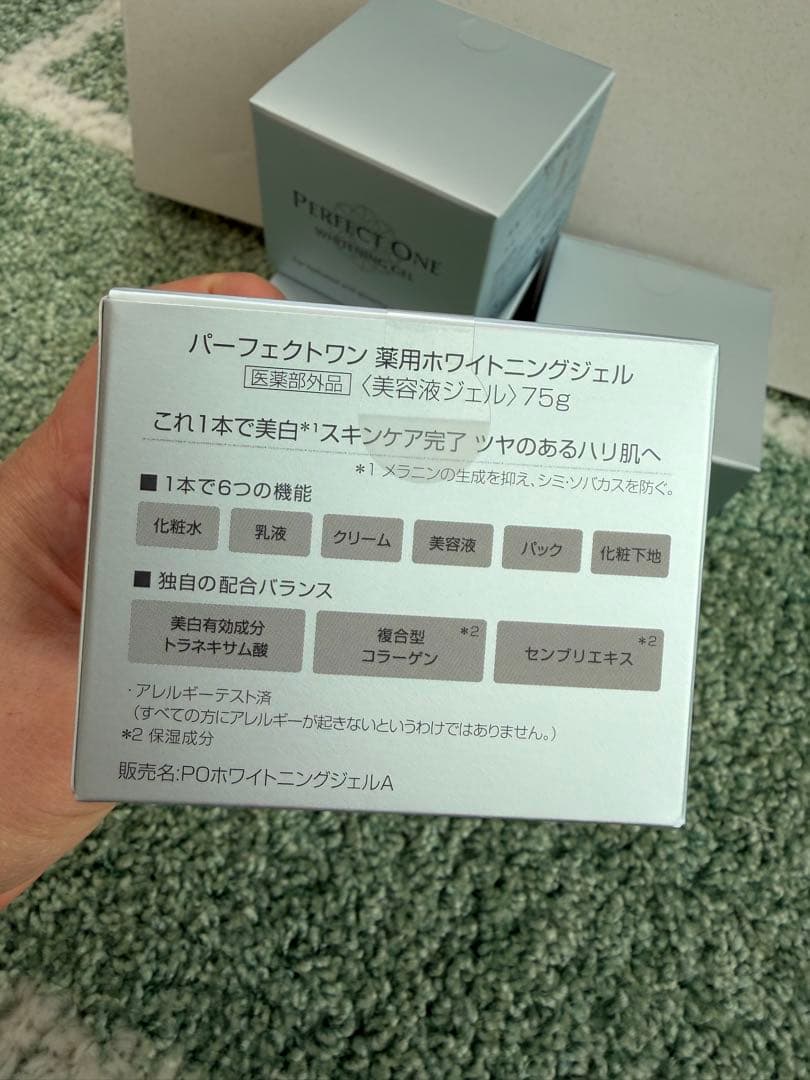 PERFECT ONE
WHITENING GEL
パーフェクトワン 薬用ホワイトニングジェル
医薬部外品 〈美容液ジェル〉75g
これ1本で美白*1スキンケア完了 ツヤのあるハリ肌へ
*1 メラニンの生成を抑え、シミ・ソバカスを防ぐ。
■ 1本で6つの機能
化粧水 乳液 クリーム 美容液 パック 化粧下地
■ 独自の配合バランス
美白有効成分
トラネキサム酸
複合型 *2
コラーゲン
センブリエキス *2
・アレルギーテスト済
(すべての方にアレルギーが起きないというわけではありません。)
*2 保湿成分
販売名:POホワイトニングジェルA